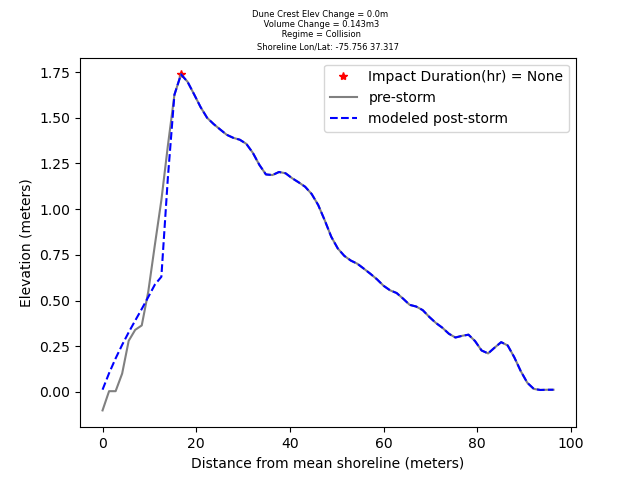 Dune Crest Elev Change = 0.0m
Volume Change = 0.143m3
Regime = Collision
Shoreline Lon/Lat: -75.756 37.317
Impact Duration(hr) = None
pre-storm
modeled post-storm
Elevation (meters)
1.75
1.50
1.25
1.00
0.75
0.50
0.25
0.00
0 20 40 60 80 100
Distance from mean shoreline (meters)